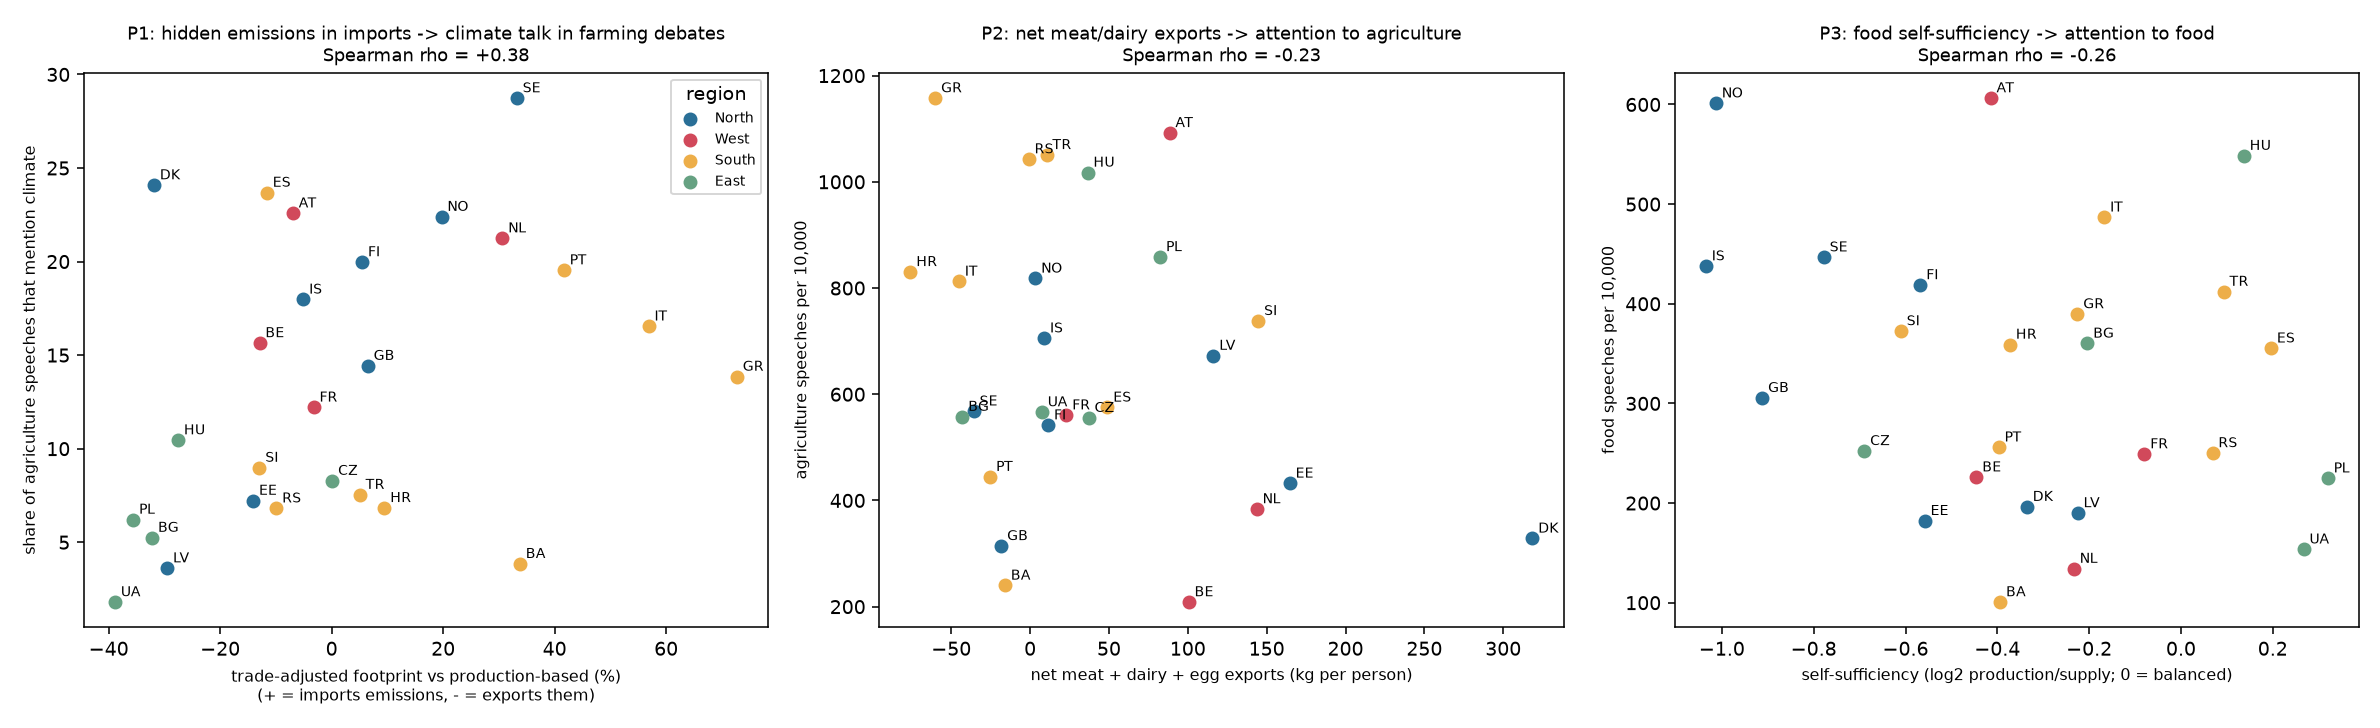 P1: hidden emissions in imports -> climate talk in farming debates
Spearman rho = +0.38
share of agriculture speeches that mention climate
30
25
20
15
10
5
region
North
West
South
East
SE
DK
ES
AT
NO
NL
FI
PT
IS
IT
BE
GB
GR
FR
HU
SI
CZ
EE
TR
RS
HR
PL
BG
LV
BA
UA
−40
−20
0
20
40
60
trade-adjusted footprint vs production-based (%)
(+ = imports emissions, - = exports them)
P2: net meat/dairy exports -> attention to agriculture
Spearman rho = -0.23
agriculture speeches per 10,000
1200
1000
800
600
400
200
GR
AT
RS
TR
HU
PL
HR
IT
NO
SI
IS
LV
BG
SE
UA
FI
FR
CZ
ES
PT
EE
NL
GB
DK
BA
BE
−50
0
50
100
150
200
250
300
net meat + dairy + egg exports (kg per person)
P3: food self-sufficiency -> attention to food
Spearman rho = -0.26
food speeches per 10,000
600
500
400
300
200
100
NO
AT
HU
IT
IS
SE
FI
TR
GR
SI
HR
BG
ES
GB
CZ
PT
FR
RS
BE
PL
EE
DK
LV
UA
NL
BA
−1.0
−0.8
−0.6
−0.4
−0.2
0.0
0.2
self-sufficiency (log2 production/supply; 0 = balanced)